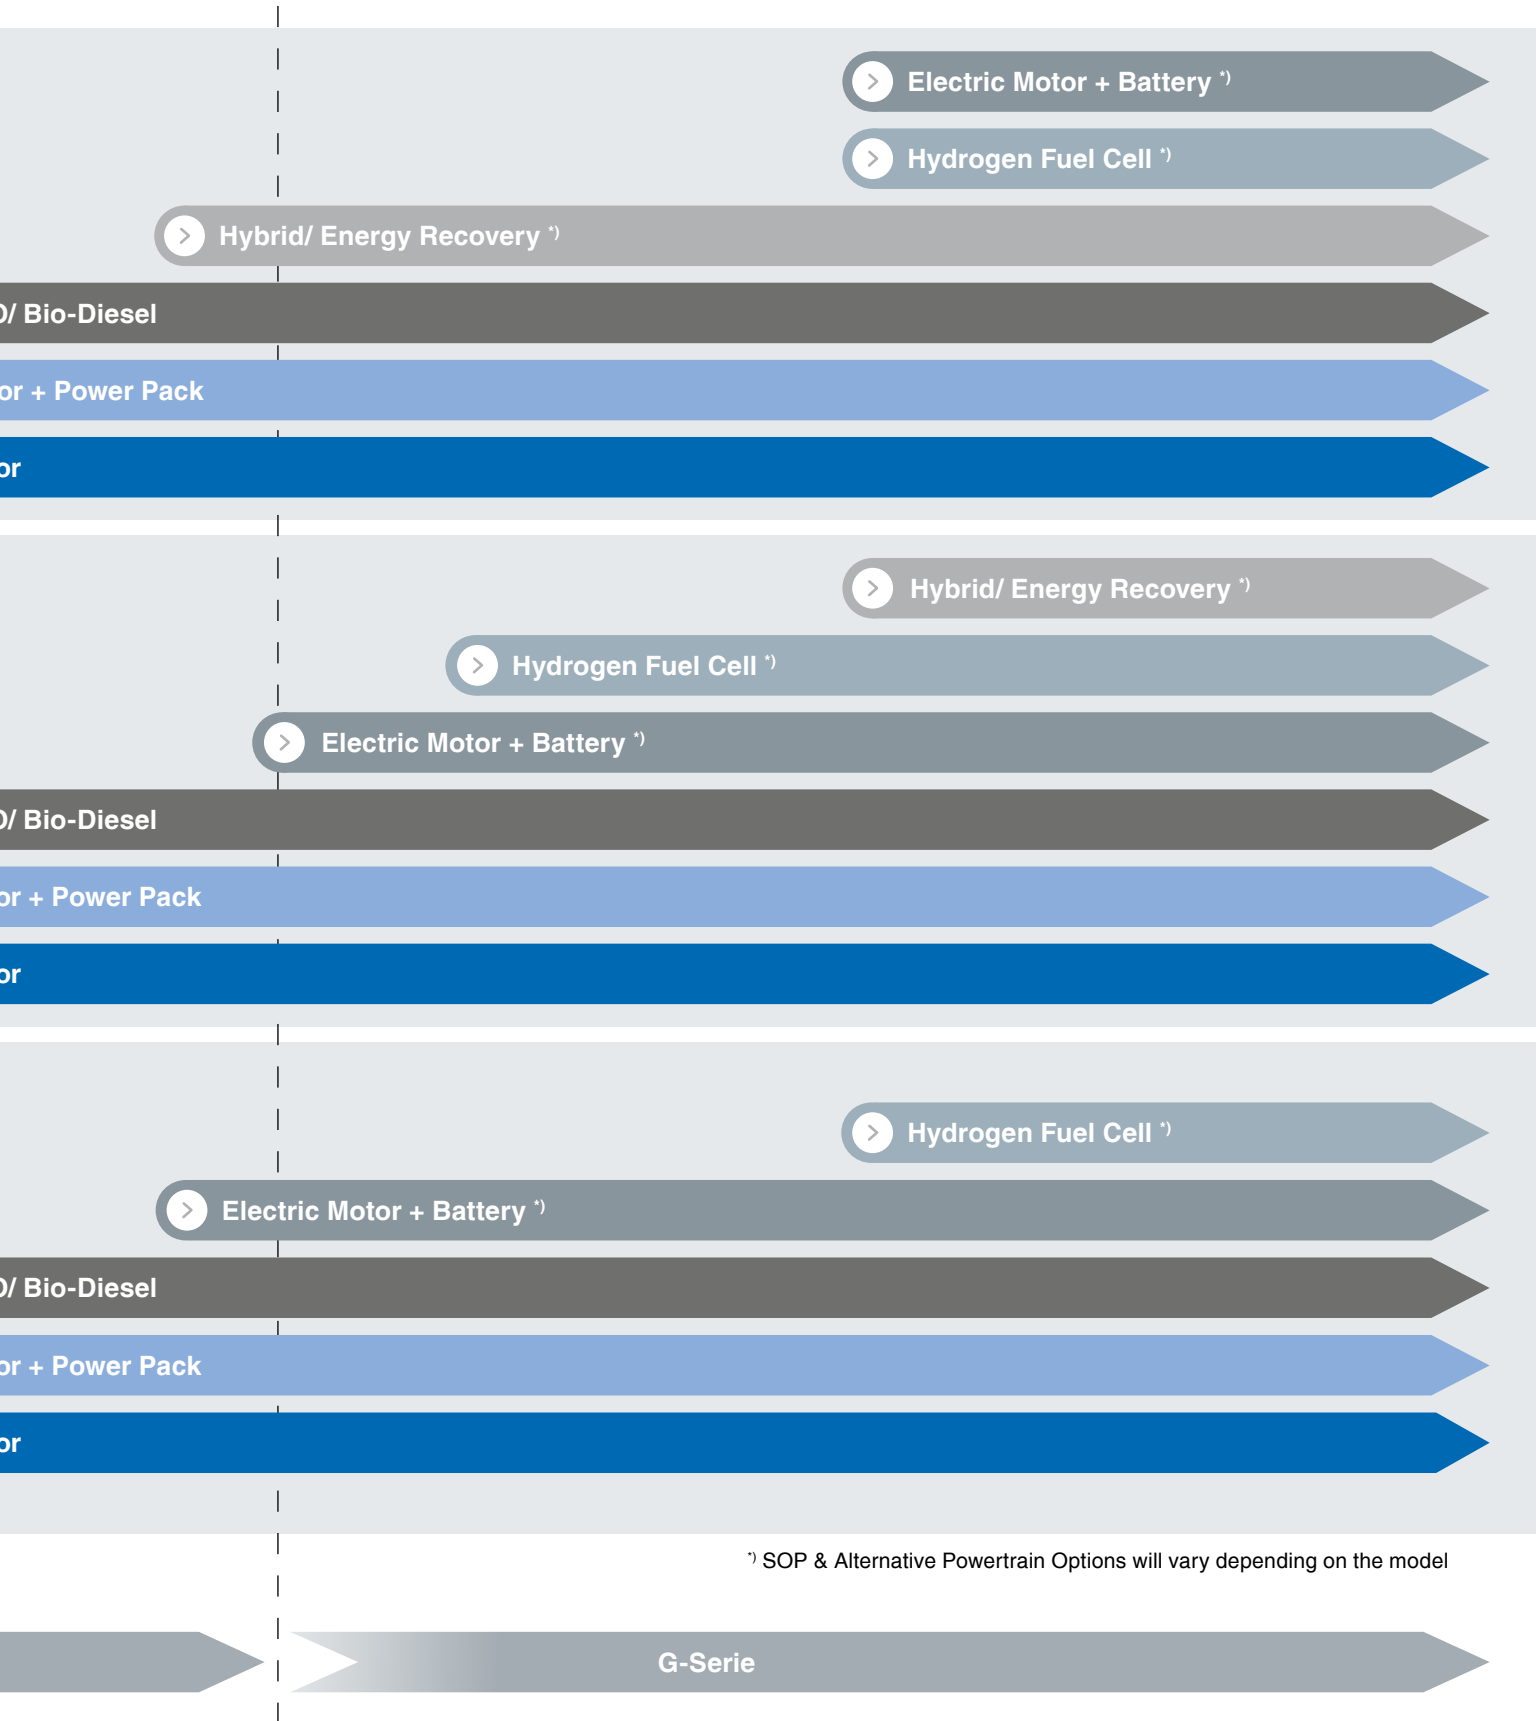 Electric Motor + Battery *)
Hydrogen Fuel Cell *)
Hybrid/ Energy Recovery *)
/ Bio-Diesel
or + Power Pack
or
Hybrid/ Energy Recovery *)
Hydrogen Fuel Cell *)
Electric Motor + Battery *)
/ Bio-Diesel
or + Power Pack
or
Hydrogen Fuel Cell *)
Electric Motor + Battery *)
/ Bio-Diesel
or + Power Pack
or
*) SOP & Alternative Powertrain Options will vary depending on the model
G-Serie